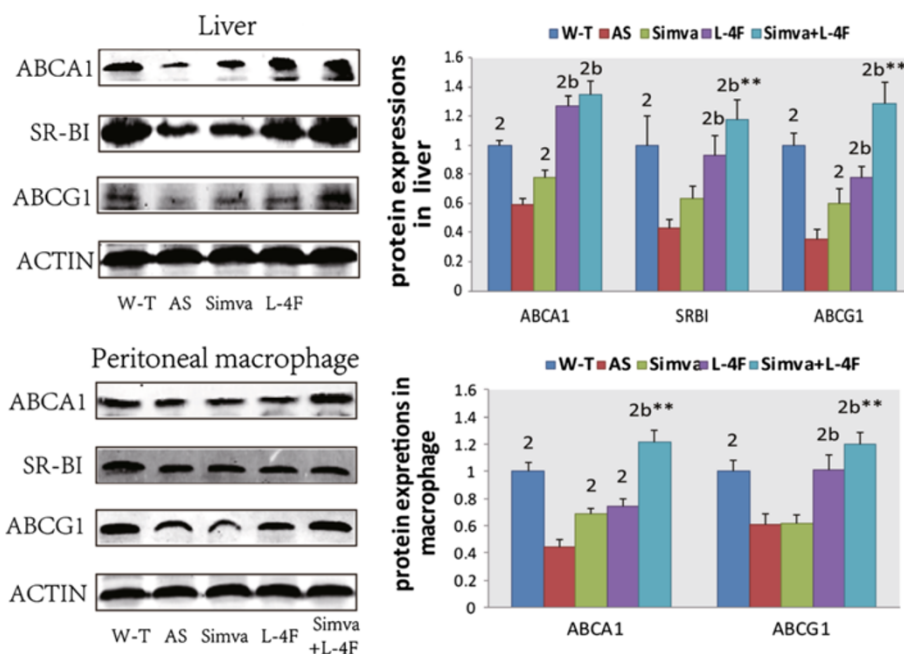 Liver
ABCA1
SR-BI
ABCG1
ACTIN
W-T AS Simva L-4F
W-T AS Simva L-4F Simva+L-4F
protein expressions
in liver
1.6
1.4
1.2
1
0.8
0.6
0.4
0.2
0
2 2 2b 2b
2 2b 2b**
2 2 2b 2b**
ABCA1 SRBI ABCG1
Peritoneal macrophage
ABCA1
SR-BI
ABCG1
ACTIN
W-T AS Simva L-4F Simva
+L-4F
W-T AS Simva L-4F Simva+L-4F
protein expretions in
macrophage
1.6
1.4
1.2
1
0.8
0.6
0.4
0.2
0
2 2 2 2b**
2 2b 2b**
ABCA1 ABCG1